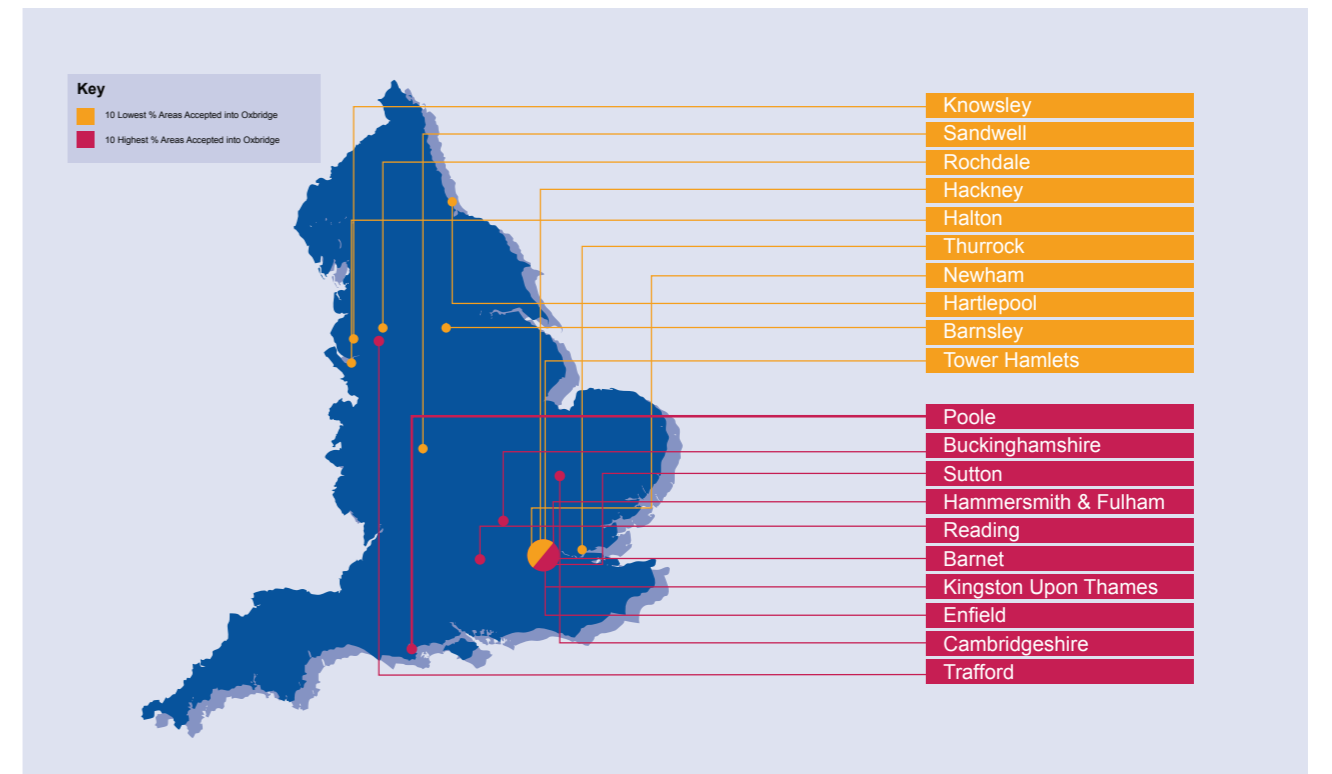 Key
10 Lowest % Areas Accepted into Oxbridge
10 Highest % Areas Accepted into Oxbridge
Knowsley
Sandwell
Rochdale
Hackney
Halton
Thurrock
Newham
Hartlepool
Barnsley
Tower Hamlets
Poole
Buckinghamshire
Sutton
Hammersmith & Fulham
Reading
Barnet
Kingston Upon Thames
Enfield
Cambridgeshire
Trafford